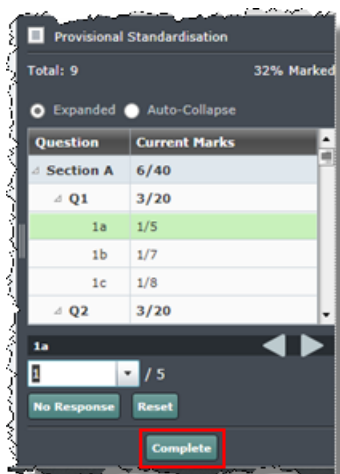 Provisional Standardisation
Total: 9 32% Marked
Expanded Auto-Collapse
Question Current Marks
Section A 6/40
Q1 3/20
1a 1/5
1b 1/7
1c 1/8
Q2 3/20
1a
1 / 5
No Response Reset
Complete